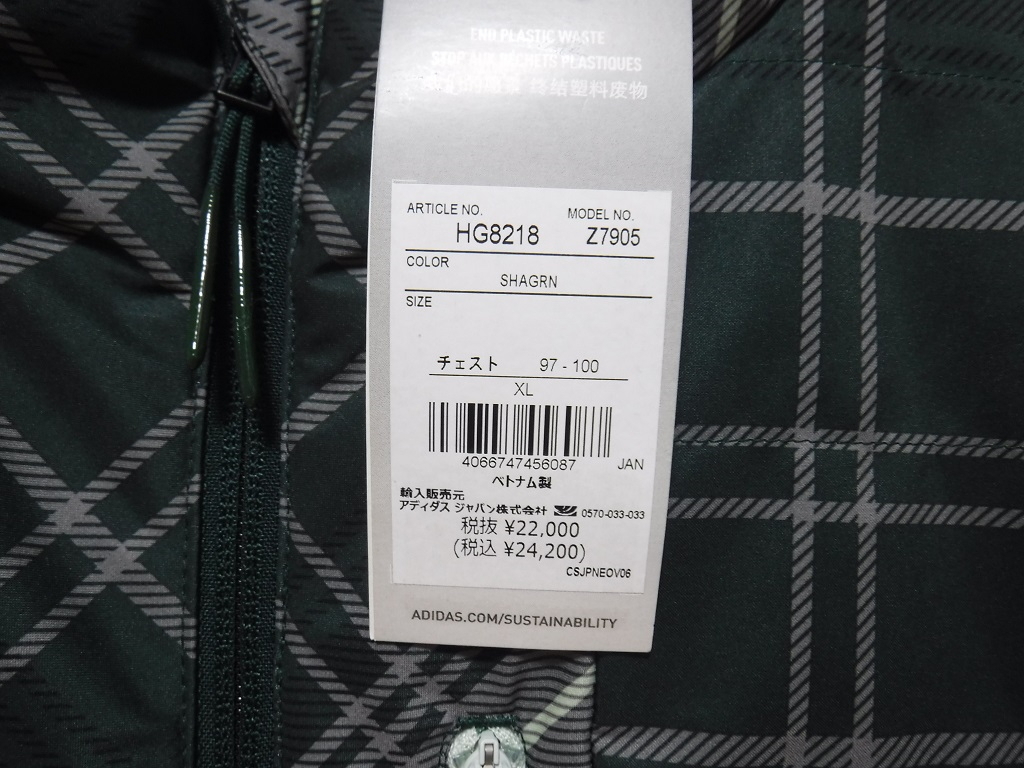 END PLASTIC WASTE
STOP AUX DÉCHETS PLASTIQUES
终结塑料废物
ARTICLE NO. MODEL NO.
HG8218 Z7905
COLOR
SHAGRN
SIZE
チェスト 97 - 100
XL
4066747456087 JAN
ベトナム製
輸入販売元
アディダス ジャパン株式会社 0570-033-033
税抜 ¥22,000
(税込 ¥24,200)
CSJPNEOV06
ADIDAS.COM/SUSTAINABILITY